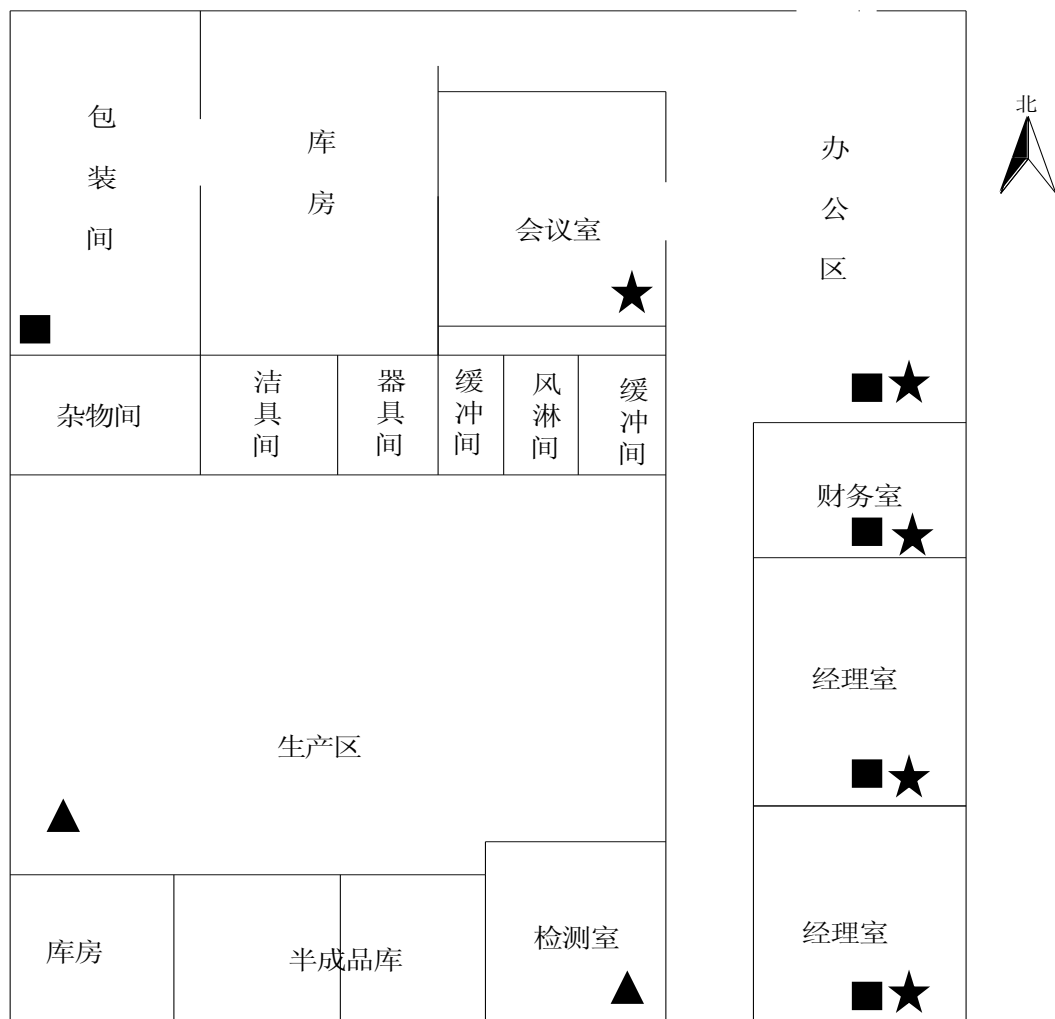 包装间
库房
会议室
办公区
北
杂物间
洁具间
器具间
缓冲间
风淋间
缓冲间
财务室
经理室
生产区
经理室
库房
半成品库
检测室